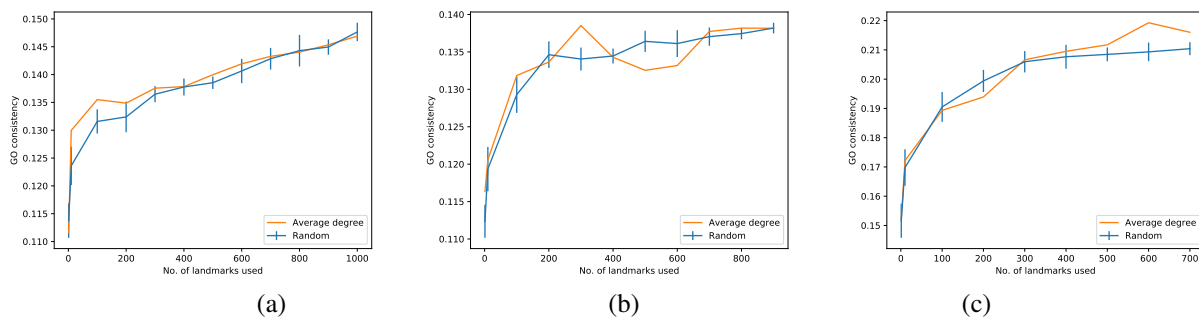 0.150
0.145
0.140
0.135
0.130
0.125
0.120
0.115
0.110
GO consistency
0 200 400 600 800 1000
No. of landmarks used
Average degree
Random
(a)
0.140
0.135
0.130
0.125
0.120
0.115
0.110
GO consistency
0 200 400 600 800
No. of landmarks used
Average degree
Random
(b)
0.22
0.21
0.20
0.19
0.18
0.17
0.16
0.15
GO consistency
0 100 200 300 400 500 600 700
No. of landmarks used
Average degree
Random
(c)